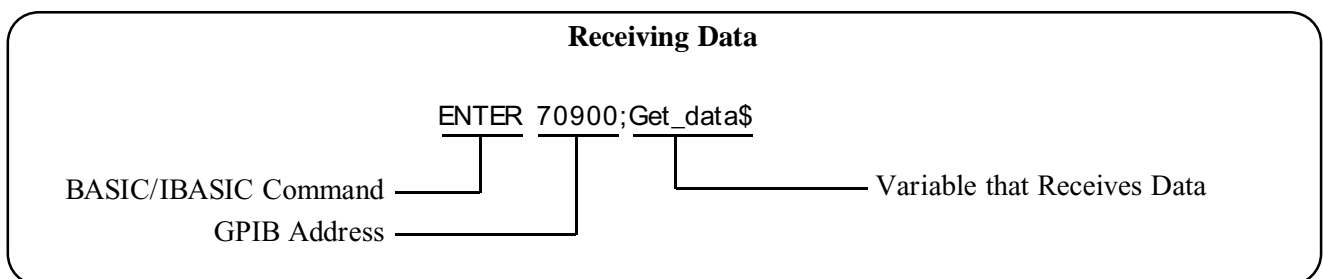 Receiving Data
ENTER 70900;Get_data$
BASIC/IBASIC Command
Variable that Receives Data
GPIB Address